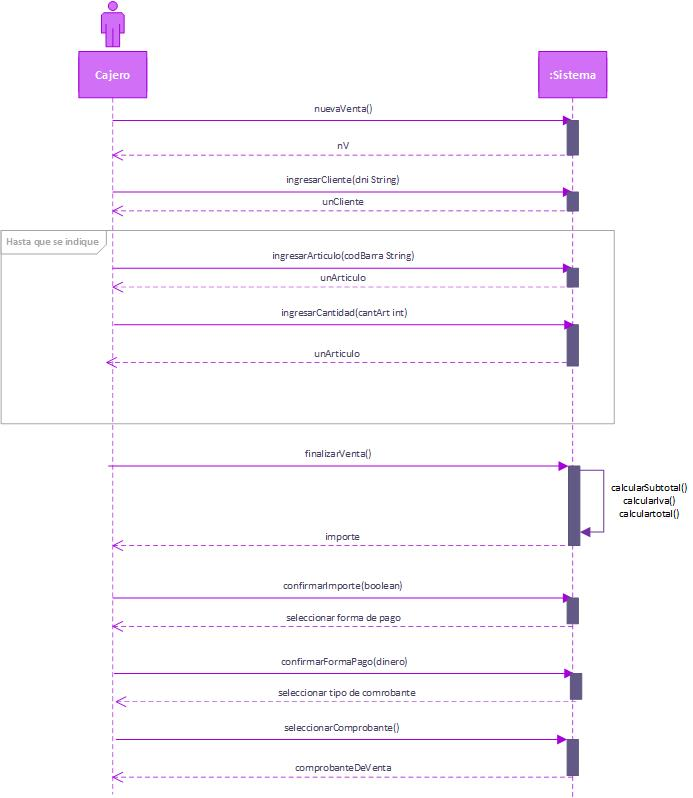 Cajero
:Sistema
nuevaVenta()
nV
ingresarCliente(dni String)
unCliente
Hasta que se indique
ingresarArticulo(codBarra String)
unArticulo
ingresarCantidad(cantArt int)
unArticulo
finalizarVenta()
calcularSubtotal()
calcularIva()
calculartotal()
importe
confirmarImporte(boolean)
seleccionar forma de pago
confirmarFormaPago(dinero)
seleccionar tipo de comrobante
seleccionarComprobante()
comprobanteDeVenta